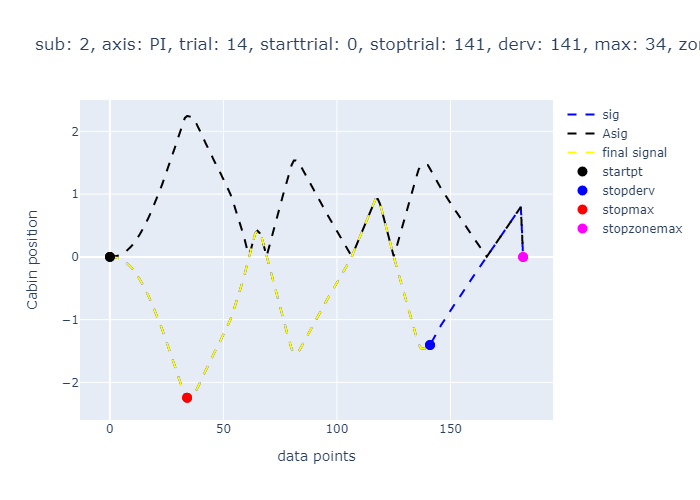 sub: 2, axis: PI, trial: 14, starttrial: 0, stoptrial: 141, derv: 141, max: 34, zo
sig
Asig
final signal
startpt
stopderv
stopmax
stopzonemax
Cabin position
2
1
0
−1
−2
0
50
100
150
data points